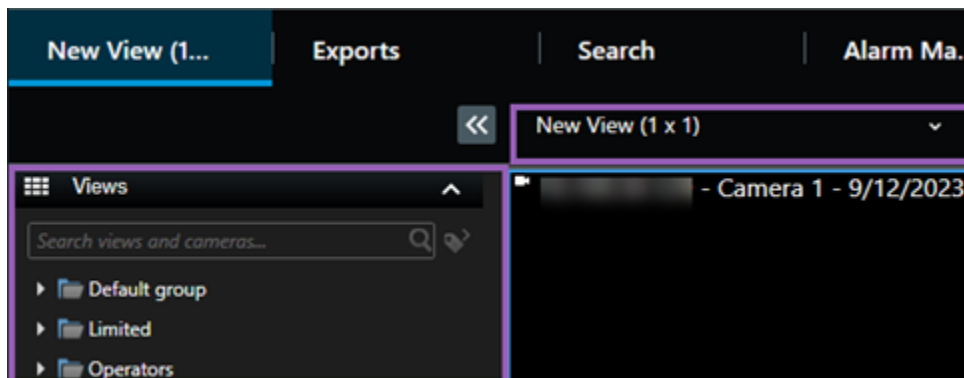 New View (1...
Exports
Search
Alarm Ma.
New View (1 x 1)
Views
- Camera 1 - 9/12/2023
Search views and cameras...
Default group
Limited
Operators